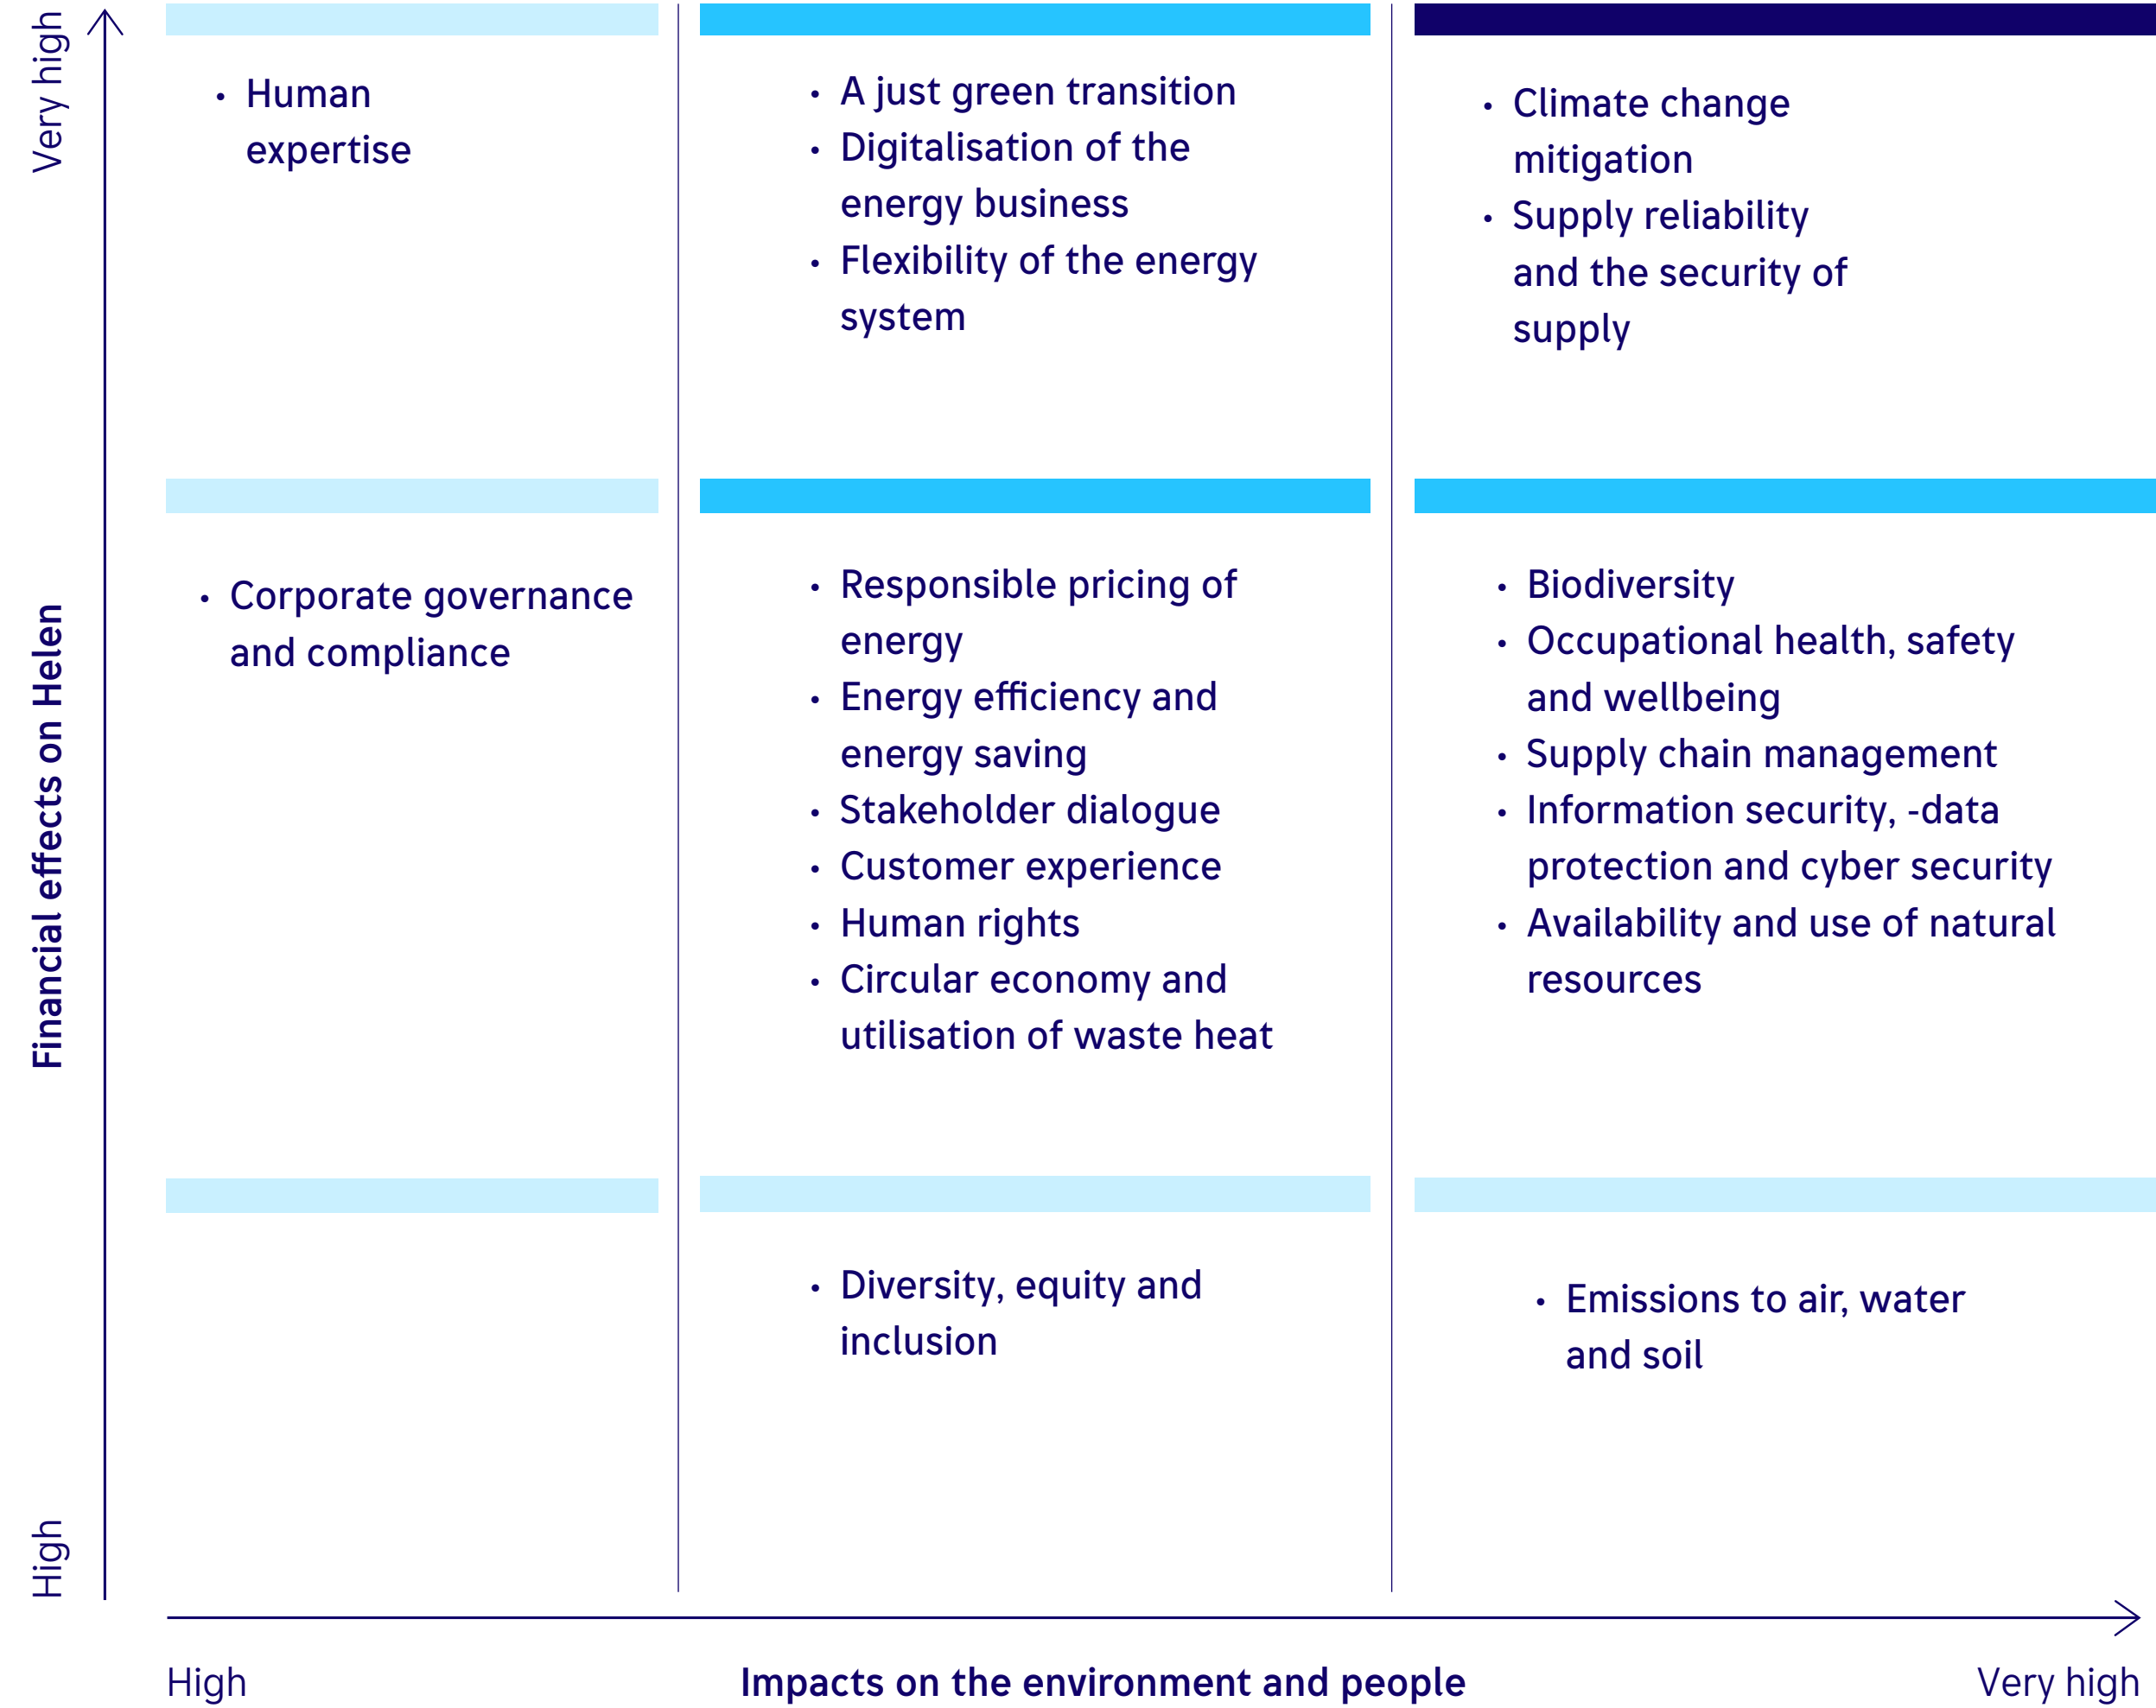 Very high
Financial effects on Helen
High
• Human
expertise
• A just green transition
• Digitalisation of the
energy business
• Flexibility of the energy
system
• Climate change
mitigation
• Supply reliability
and the security of
supply
• Corporate governance
and compliance
• Responsible pricing of
energy
• Energy efficiency and
energy saving
• Stakeholder dialogue
• Customer experience
• Human rights
• Circular economy and
utilisation of waste heat
• Biodiversity
• Occupational health, safety
and wellbeing
• Supply chain management
• Information security, -data
protection and cyber security
• Availability and use of natural
resources
• Diversity, equity and
inclusion
• Emissions to air, water
and soil
High
Impacts on the environment and people
Very high